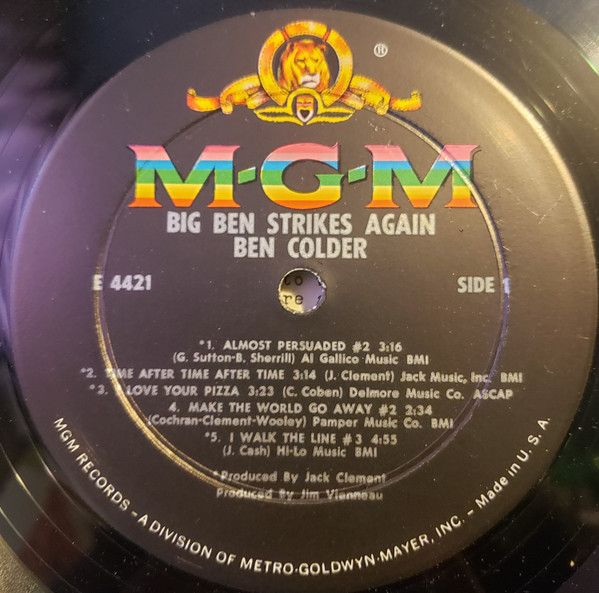 ®
M-G-M
BIG BEN STRIKES AGAIN
BEN COLDER
E 4421 SIDE 1
re
*1. ALMOST PERSUADED #2 3:16
(G. Sutton-B. Sherrill) Al Gallico Music BMI
*2. TIME AFTER TIME AFTER TIME 3:14 (J. Clement) Jack Music, Inc. BMI
*3. I LOVE YOUR PIZZA 3:23 (C. Coben) Delmore Music Co. ASCAP
4. MAKE THE WORLD GO AWAY #2 2:34
(Cochran-Clement-Wooley) Pamper Music Co. BMI
*5. I WALK THE LINE #3 4:55
(J. Cash) Hi-Lo Music BMI
*Produced By Jack Clement
Produced By Jim Vienneau
MGM RECORDS – A DIVISION OF METRO-GOLDWYN-MAYER, INC. – Made in U. S. A.